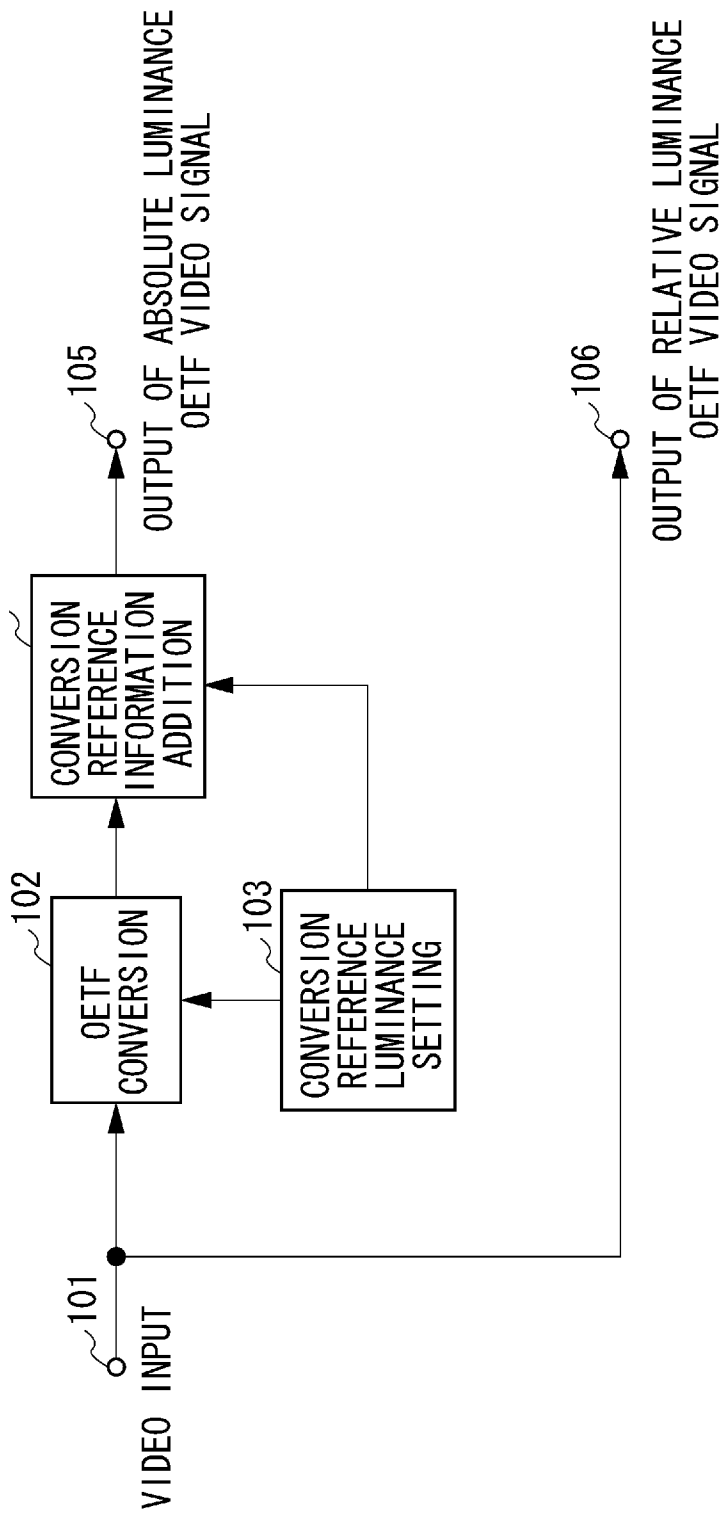 101
VIDEO INPUT
102
OETF
CONVERSION
103
CONVERSION
REFERENCE
LUMINANCE
SETTING
CONVERSION
REFERENCE
INFORMATION
ADDITION
105
OUTPUT OF ABSOLUTE LUMINANCE
OETF VIDEO SIGNAL
106
OUTPUT OF RELATIVE LUMINANCE
OETF VIDEO SIGNAL